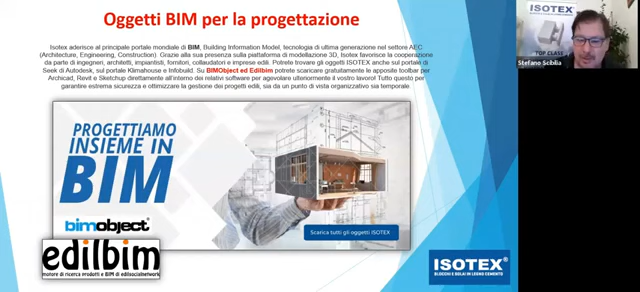 Oggetti BIM per la progettazione
Isotex aderisce al principale portale mondiale di BIM, Building Information Model, tecnologia di ultima generazione nel settore AEC
(Architecture, Engineering, Construction). Grazie alla sua presenza sulla piattaforma di modellazione 3D, Isotex favorisce la cooperazione
da parte di ingegneri, architetti, impiantisti, fornitori, collaudatori e imprese edili. Potrete trovare gli oggetti ISOTEX anche sul portale di
Seek di Autodesk, sul portale Klimahouse e Infobuild. Su BIMObject ed Edilbim potrete scaricare gratuitamente le apposite toolbar per
Archicad, Revit e Sketchup direttamente all'interno dei relativi software per agevolare ulteriormente il vostro lavoro! Tutto questo per
garantire estrema sicurezza e ottimizzare la gestione dei progetti edili, sia da un punto di vista organizzativo sia temporale.
PROGETTIAMO
INSIEME IN
BIM
Scarica tutti gli oggetti ISOTEX
bimobject®
edilbim
motore di ricerca prodotti e BIM di edilsocialnetwork
ISOTEX®
BLOCCHI E SOLAI IN LEGNO CEMENTO
ISOTEX
TOP CLASS
Stefano Scibilia